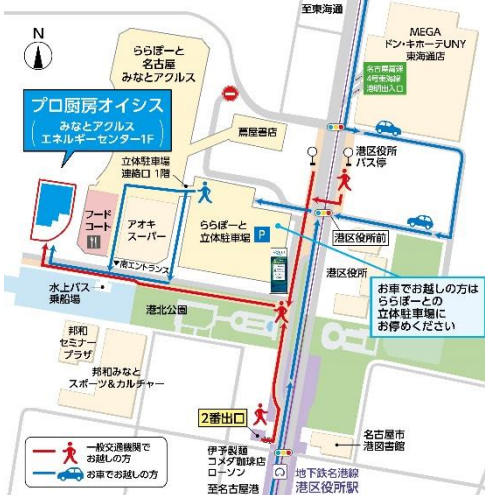 至東海通
MEGA
ドン・キホーテUNY
東海通店
N
ららぽーと
名古屋
みなとアクルス
名古屋高速
4号東海線
港明出入口
プロ厨房オイシス
みなとアクルス
エネルギーセンター1F
蔦屋書店
立体駐車場
連絡口 1階
港区役所
バス停
フード
コート
アオキ
スーパー
ららぽーと
立体駐車場
P
港区役所前
▼南エントランス
港区役所
お車でお越しの方は
ららぽーとの
立体駐車場に
お停めください
水上バス
乗船場
港北公園
邦和
セミナー
プラザ
邦和みなと
スポーツ&カルチャー
2番出口
伊予製麺
コメダ珈琲店
ローソン
名古屋市
港図書館
一般交通機関で
お越しの方
お車でお越しの方
至名古屋港
地下鉄名港線
港区役所駅